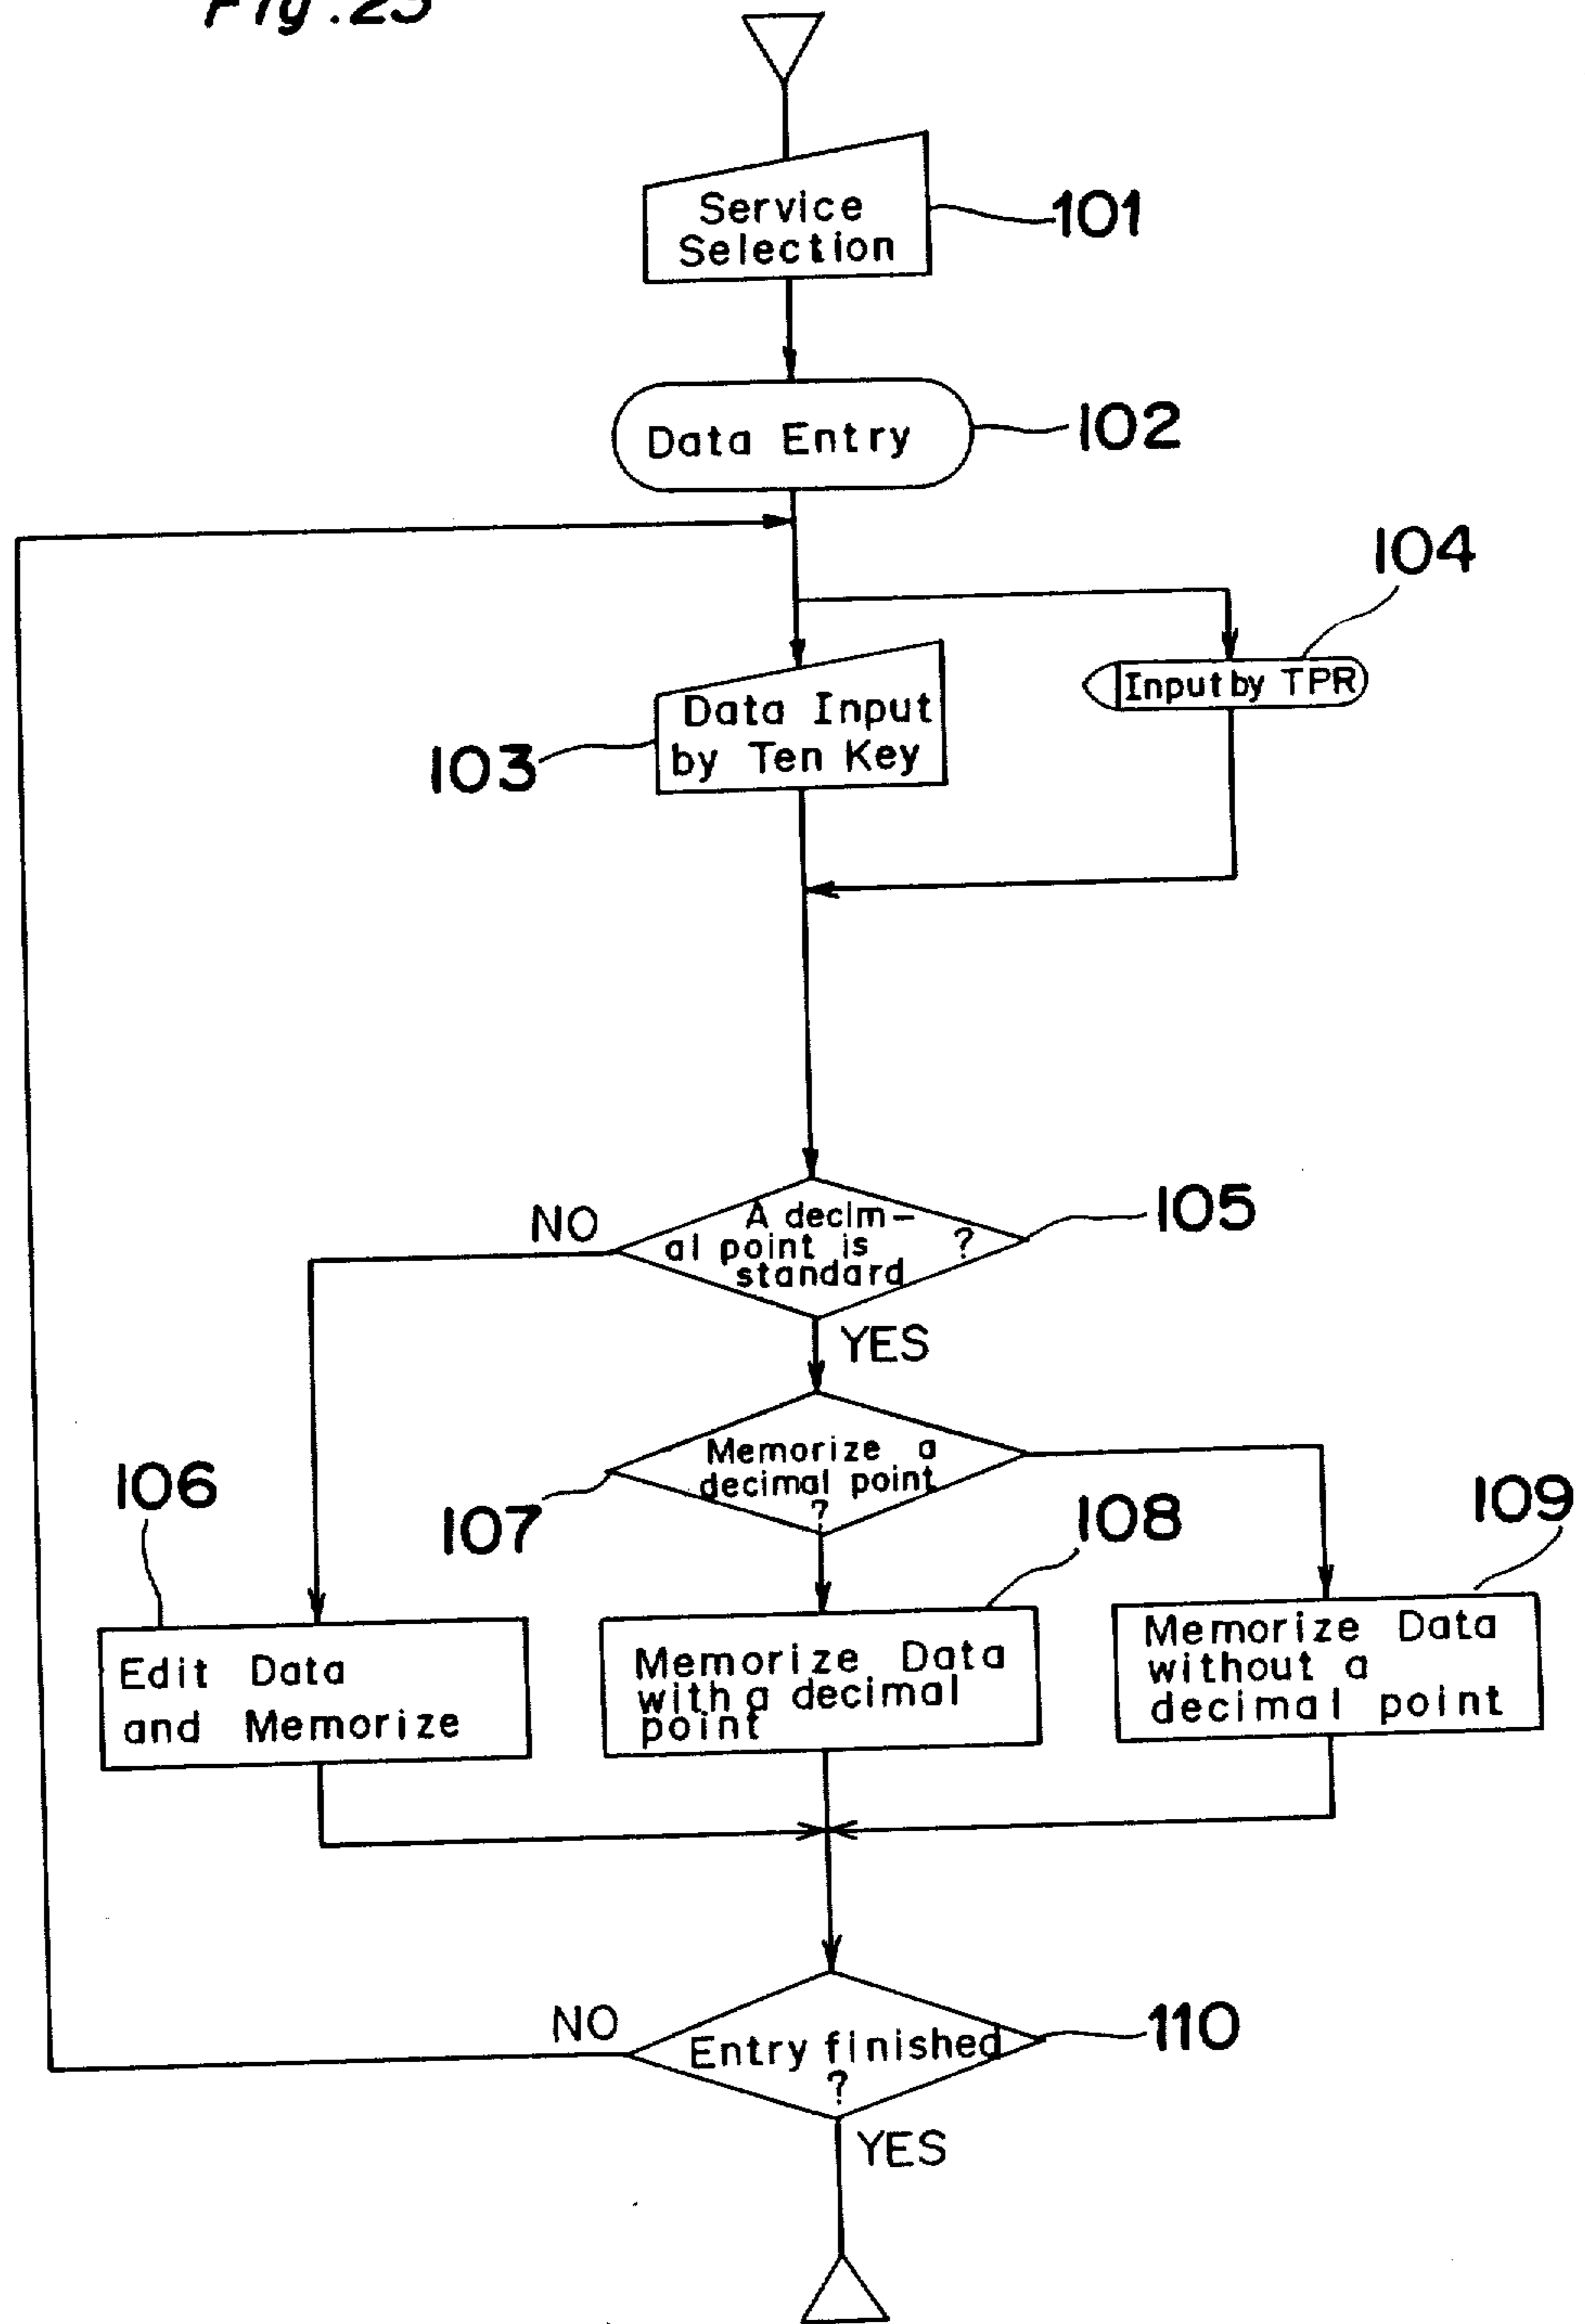 Fig.25
Service
Selection
101
Data Entry
102
104
Input by TPR
Data Input
by Ten Key
103
NO
A decim-
al point is
standard
?
105
YES
Memorize a
decimal point
?
107
106
108
109
Edit Data
and Memorize
Memorize Data
with a decimal
point
Memorize Data
without a
decimal point
NO
Entry finished
?
110
YES